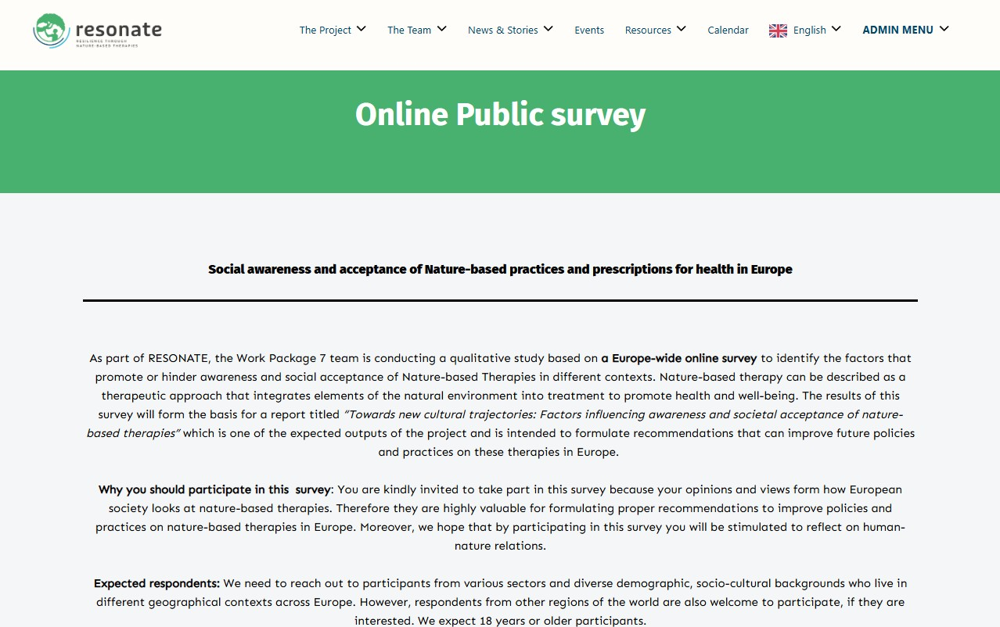 resonate
RESILIENCE THROUGH
NATURE-BASED THERAPIES
The Project The Team News & Stories Events Resources Calendar English ADMIN MENU
Online Public survey
Social awareness and acceptance of Nature-based practices and prescriptions for health in Europe
As part of RESONATE, the Work Package 7 team is conducting a qualitative study based on a Europe-wide online survey to identify the factors that
promote or hinder awareness and social acceptance of Nature-based Therapies in different contexts. Nature-based therapy can be described as a
therapeutic approach that integrates elements of the natural environment into treatment to promote health and well-being. The results of this
survey will form the basis for a report titled “Towards new cultural trajectories: Factors influencing awareness and societal acceptance of nature-
based therapies” which is one of the expected outputs of the project and is intended to formulate recommendations that can improve future policies
and practices on these therapies in Europe.
Why you should participate in this  survey: You are kindly invited to take part in this survey because your opinions and views form how European
society looks at nature-based therapies. Therefore they are highly valuable for formulating proper recommendations to improve policies and
practices on nature-based therapies in Europe. Moreover, we hope that by participating in this survey you will be stimulated to reflect on human-
nature relations.
Expected respondents: We need to reach out to participants from various sectors and diverse demographic, socio-cultural backgrounds who live in
different geographical contexts across Europe. However, respondents from other regions of the world are also welcome to participate, if they are
interested. We expect 18 years or older participants.